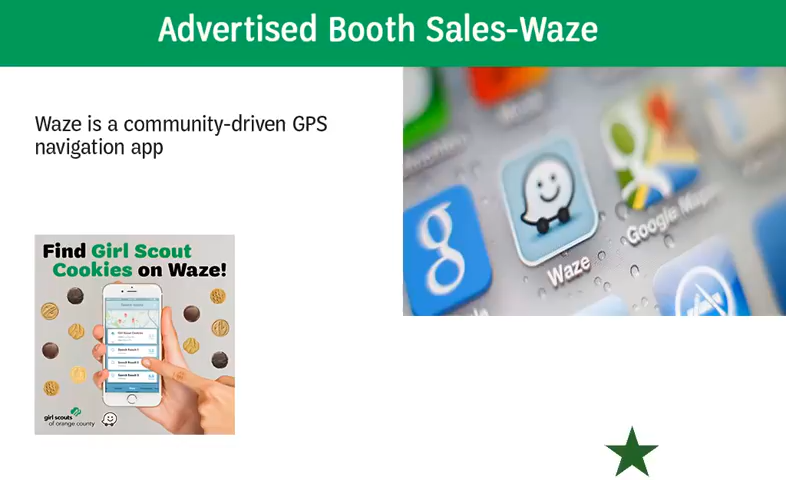 Advertised Booth Sales-Waze
Waze is a community-driven GPS
navigation app
Find Girl Scout
Cookies on Waze!
girl scouts
of orange county
g
Waze
Google Maps